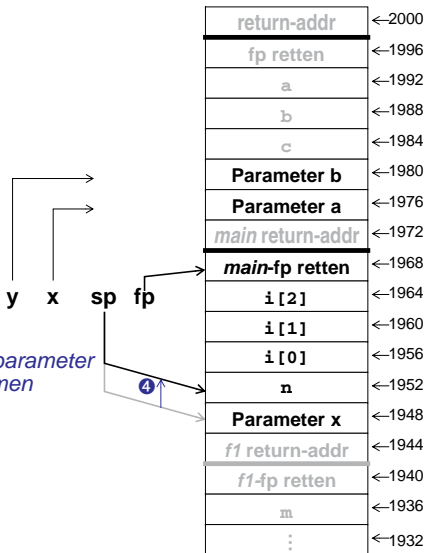 return-addr ←2000
fp retten ←1996
a ←1992
b ←1988
c ←1984
Parameter b ←1980
Parameter a ←1976
main return-addr ←1972
main-fp retten ←1968
y x sp fp
i[2] ←1964
i[1] ←1960
i[0] ←1956
parameter
men
❹
n ←1952
Parameter x ←1948
f1 return-addr ←1944
f1-fp retten ←1940
m ←1936
⋮ ←1932